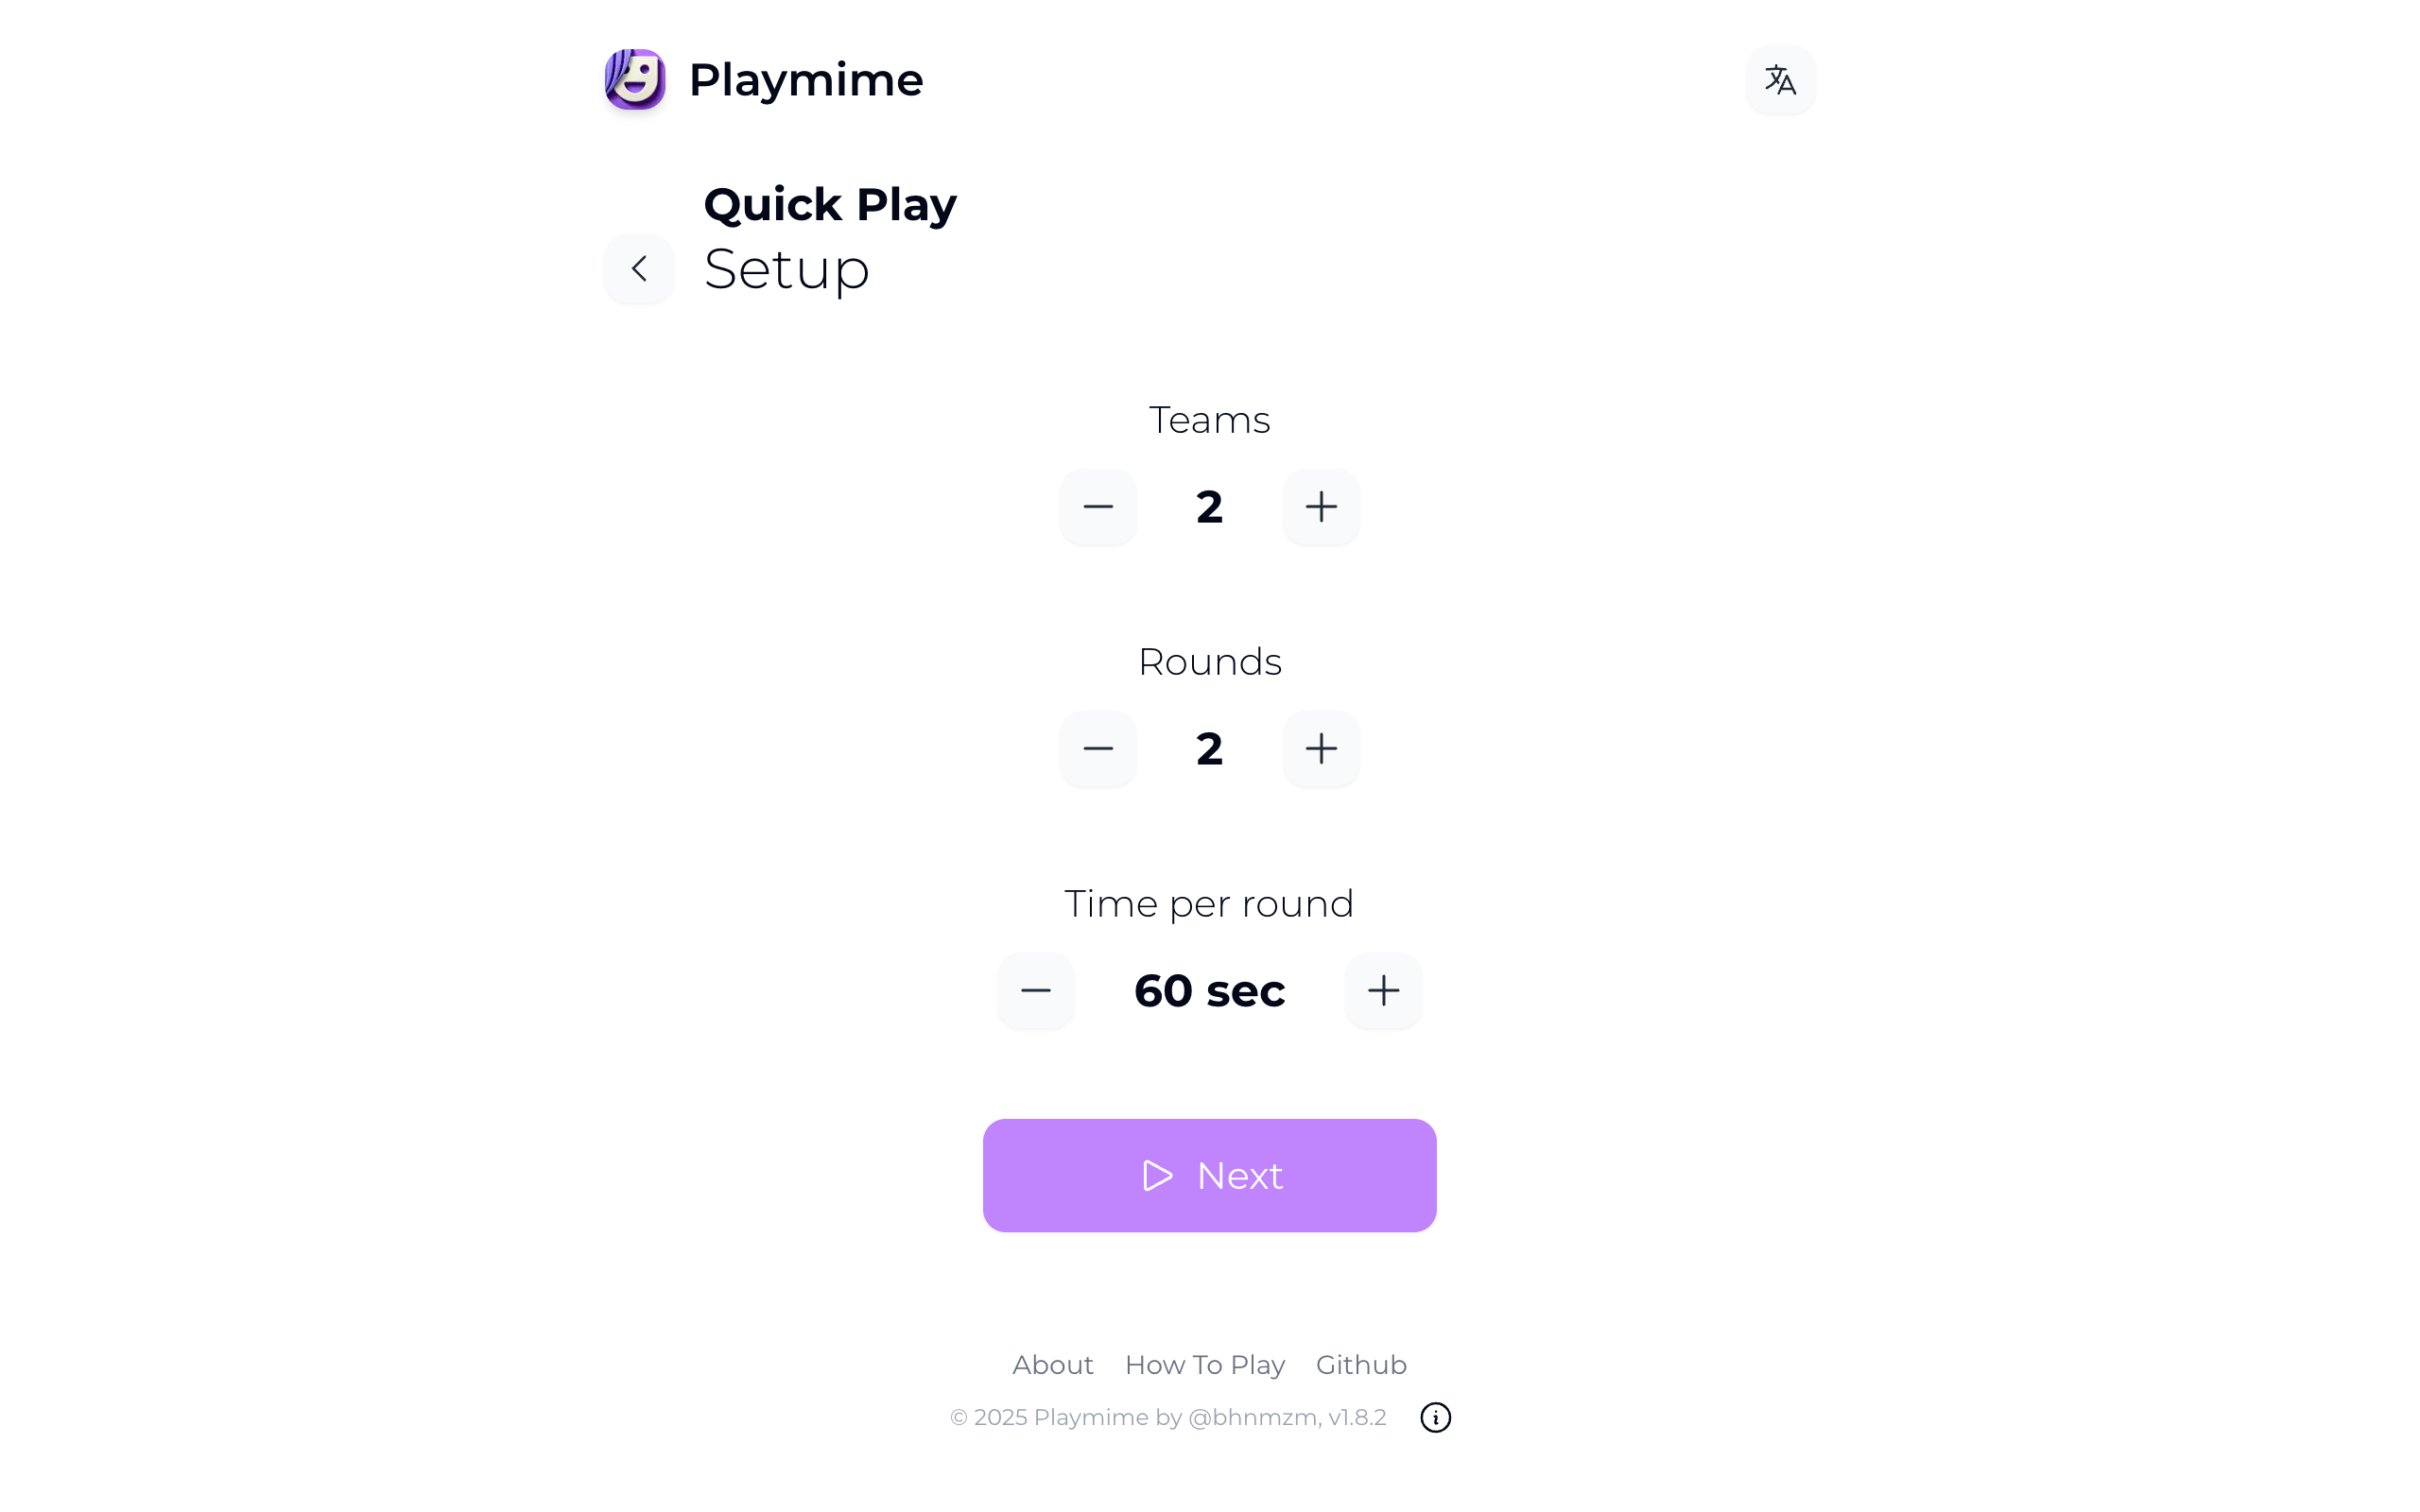 Playmime
Quick Play
Setup
Teams
2
Rounds
2
Time per round
60 sec
Next
About How To Play Github
© 2025 Playmime by @bhnmzm, v1.8.2